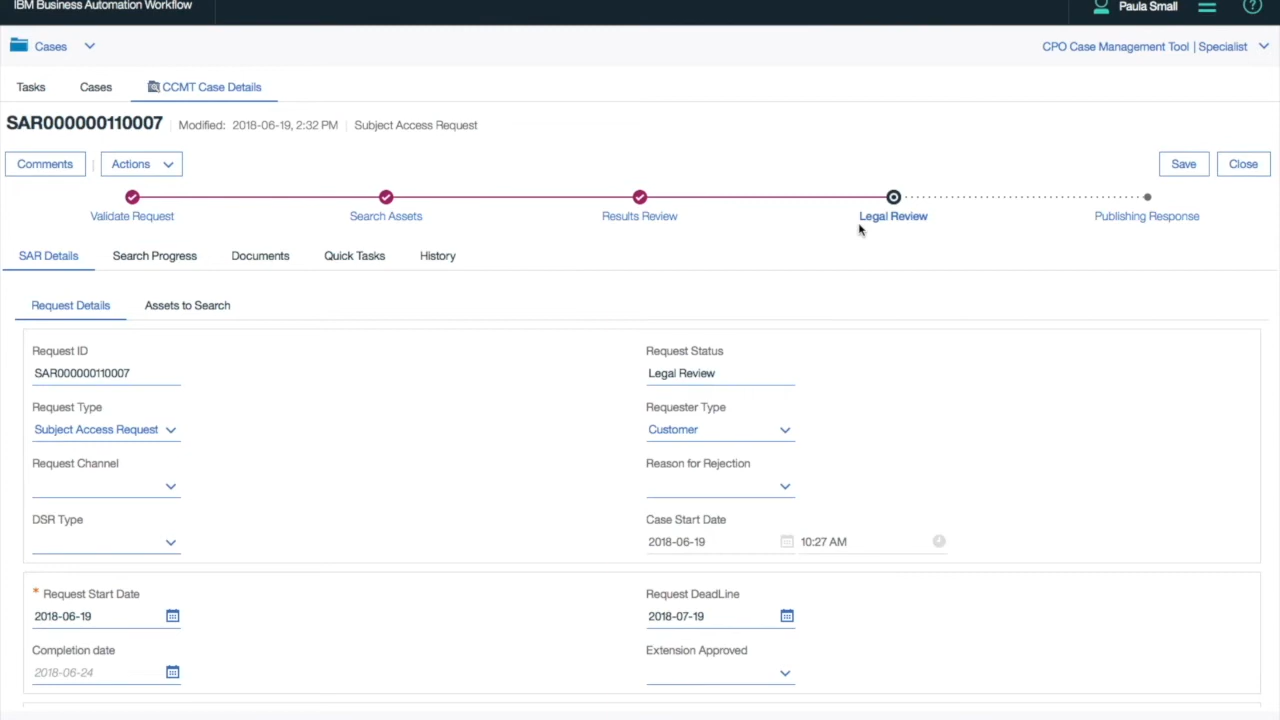 IBM Business Automation Workflow
Paula Small
?
Cases
CPO Case Management Tool | Specialist
Tasks
Cases
CCMT Case Details
SAR000000110007
Modified: 2018-06-19, 2:32 PM
Subject Access Request
Comments
Actions
Save
Close
Validate Request
Search Assets
Results Review
Legal Review
Publishing Response
SAR Details
Search Progress
Documents
Quick Tasks
History
Request Details
Assets to Search
Request ID
SAR000000110007
Request Status
Legal Review
Request Type
Subject Access Request
Requester Type
Customer
Request Channel
Reason for Rejection
DSR Type
Case Start Date
2018-06-19
10:27 AM
* Request Start Date
2018-06-19
Request DeadLine
2018-07-19
Completion date
2018-06-24
Extension Approved